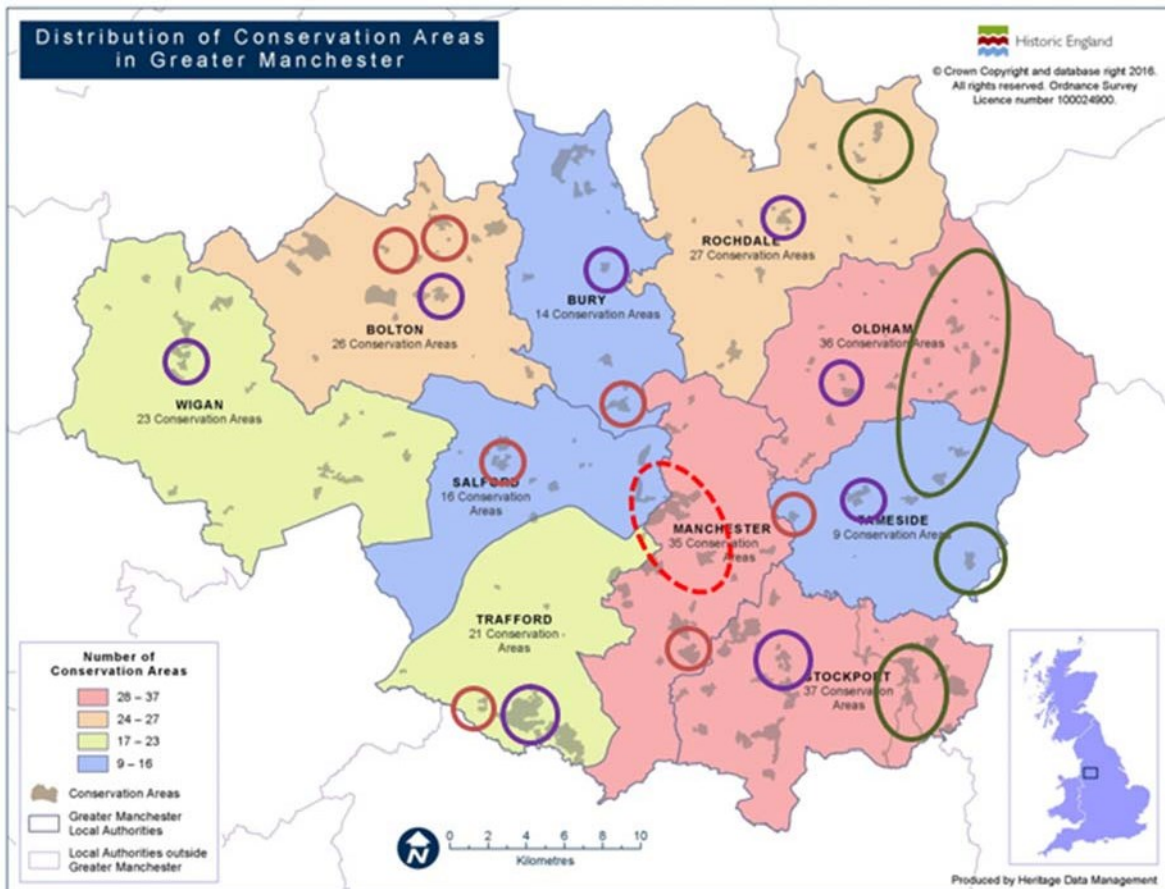 Distribution of Conservation Areas
in Greater Manchester
Historic England
© Crown Copyright and database right 2016.
All rights reserved. Ordnance Survey
Licence number 100024900.
ROCHDALE
27 Conservation Areas
BURY
14 Conservation Areas
BOLTON
26 Conservation Areas
OLDHAM
36 Conservation Areas
WIGAN
23 Conservation Areas
SALFORD
16 Conservation
Areas
MANCHESTER
35 Conservation
Areas
TAMESIDE
9 Conservation Areas
TRAFFORD
21 Conservation
Areas
STOCKPORT
37 Conservation
Areas
Number of
Conservation Areas
28 – 37
24 – 27
17 – 23
9 – 16
Conservation Areas
Greater Manchester
Local Authorities
Local Authorities outside
Greater Manchester
N
0 2 4 6 8 10
Kilometres
Produced by Heritage Data Management